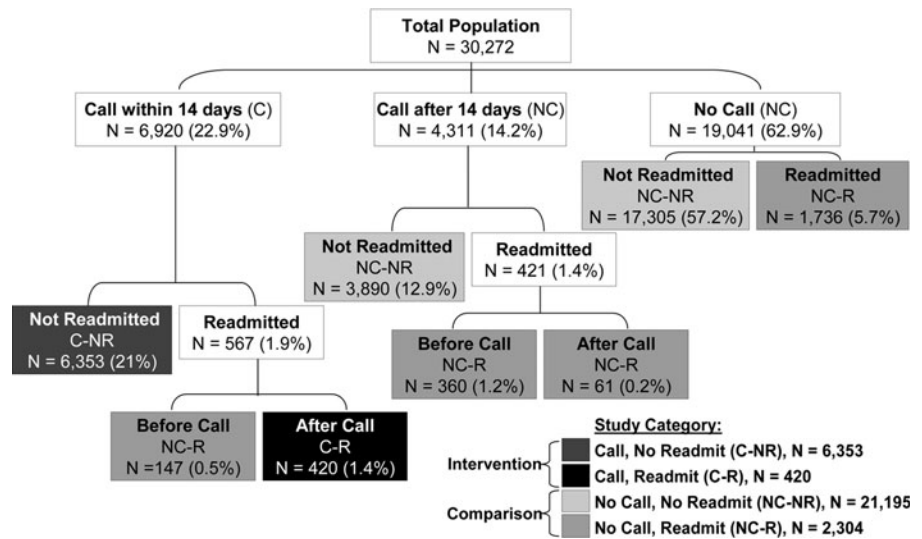 Total Population
N = 30,272
Call within 14 days (C)
N = 6,920 (22.9%)
Call after 14 days (NC)
N = 4,311 (14.2%)
No Call (NC)
N = 19,041 (62.9%)
Not Readmitted
NC-NR
N = 17,305 (57.2%)
Readmitted
NC-R
N = 1,736 (5.7%)
Not Readmitted
NC-NR
N = 3,890 (12.9%)
Readmitted
N = 421 (1.4%)
Not Readmitted
C-NR
N = 6,353 (21%)
Readmitted
N = 567 (1.9%)
Before Call
NC-R
N = 360 (1.2%)
After Call
NC-R
N = 61 (0.2%)
Before Call
NC-R
N =147 (0.5%)
After Call
C-R
N = 420 (1.4%)
Study Category:
Intervention
Call, No Readmit (C-NR), N = 6,353
Call, Readmit (C-R), N = 420
Comparison
No Call, No Readmit (NC-NR), N = 21,195
No Call, Readmit (NC-R), N = 2,304